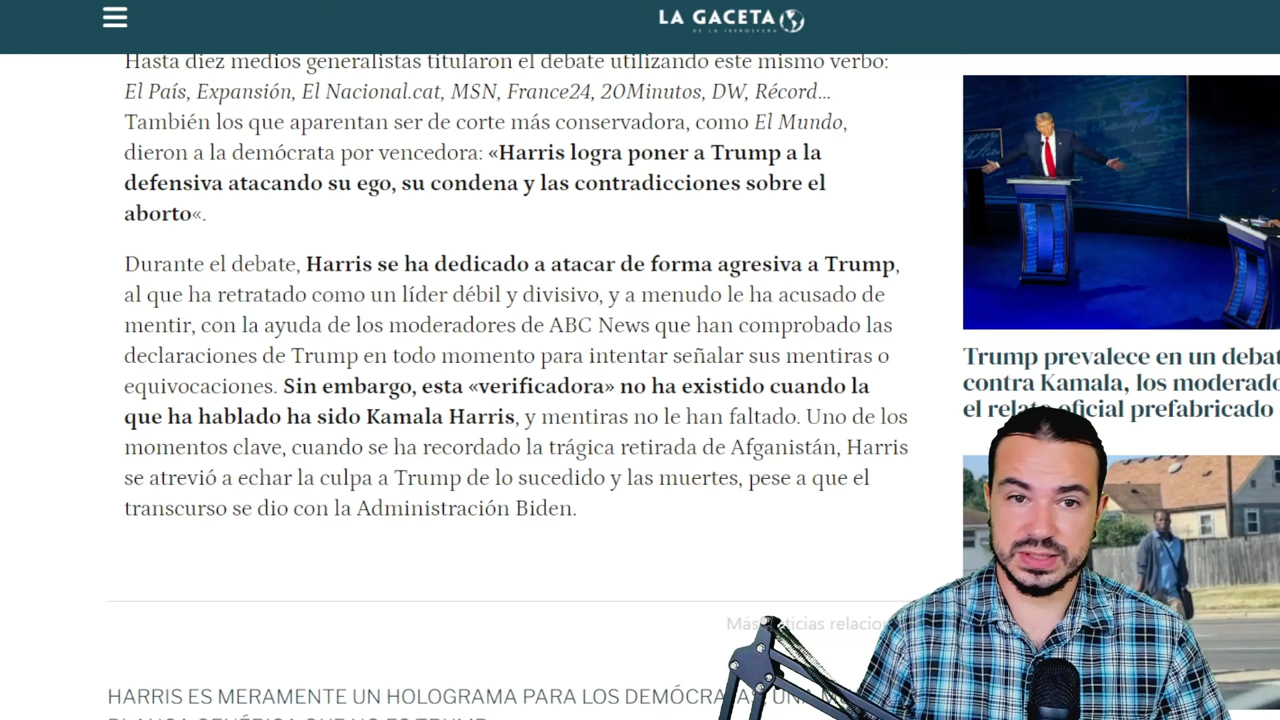 LA GACETA
DE LA IBEROSFERA
Hasta diez medios generalistas titularon el debate utilizando este mismo verbo:
El País, Expansión, El Nacional.cat, MSN, France24, 20Minutos, DW, Récord...
También los que aparentan ser de corte más conservadora, como El Mundo,
dieron a la demócrata por vencedora: «Harris logra poner a Trump a la
defensiva atacando su ego, su condena y las contradicciones sobre el
aborto«.
Durante el debate, Harris se ha dedicado a atacar de forma agresiva a Trump,
al que ha retratado como un líder débil y divisivo, y a menudo le ha acusado de
mentir, con la ayuda de los moderadores de ABC News que han comprobado las
declaraciones de Trump en todo momento para intentar señalar sus mentiras o
equivocaciones. Sin embargo, esta «verificadora» no ha existido cuando la
que ha hablado ha sido Kamala Harris, y mentiras no le han faltado. Uno de los
momentos clave, cuando se ha recordado la trágica retirada de Afganistán, Harris
se atrevió a echar la culpa a Trump de lo sucedido y las muertes, pese a que el
transcurso se dio con la Administración Biden.
Trump prevalece en un debat
contra Kamala, los moderado
el relato oficial prefabricado
Más noticias relacio
HARRIS ES MERAMENTE UN HOLOGRAMA PARA LOS DEMÓCRATAS, UNA